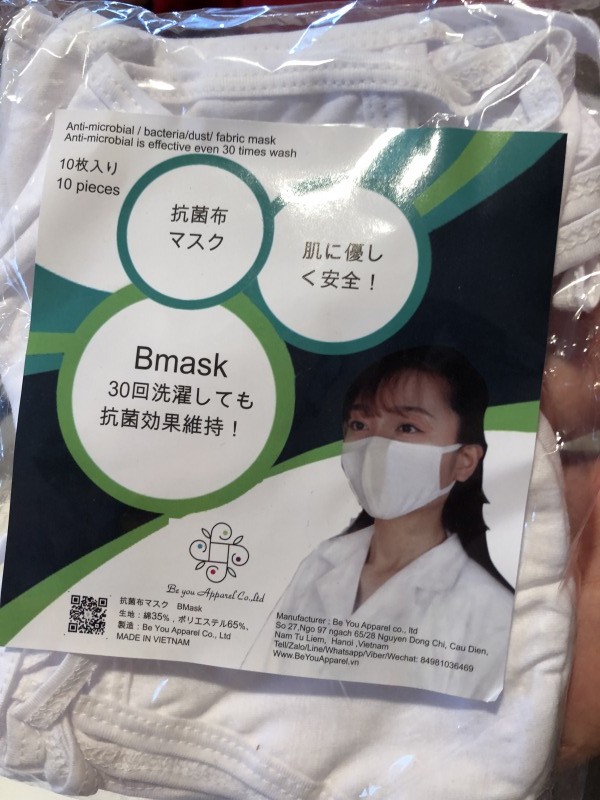 Anti-microbial / bacteria/dust/ fabric mask
Anti-microbial is effective even 30 times wash
10枚入り
10 pieces
抗菌布
マスク
肌に優し
く安全！
Bmask
30回洗濯しても
抗菌効果維持！
Be you Apparel Co.,ltd
抗菌布マスク BMask
生地：綿35%，ポリエステル65%、
製造：Be You Apparel Co., Ltd
MADE IN VIETNAM
Manufacturer : Be You Apparel co., ltd
So 27,Ngo 97 ngach 65/28 Nguyen Dong Chi, Cau Dien,
Nam Tu Liem, Hanoi ,Vietnam
Tell/Zalo/Line/Whatsapp/Viber/Wechat: 84981036469
Www.BeYouApparel.vn